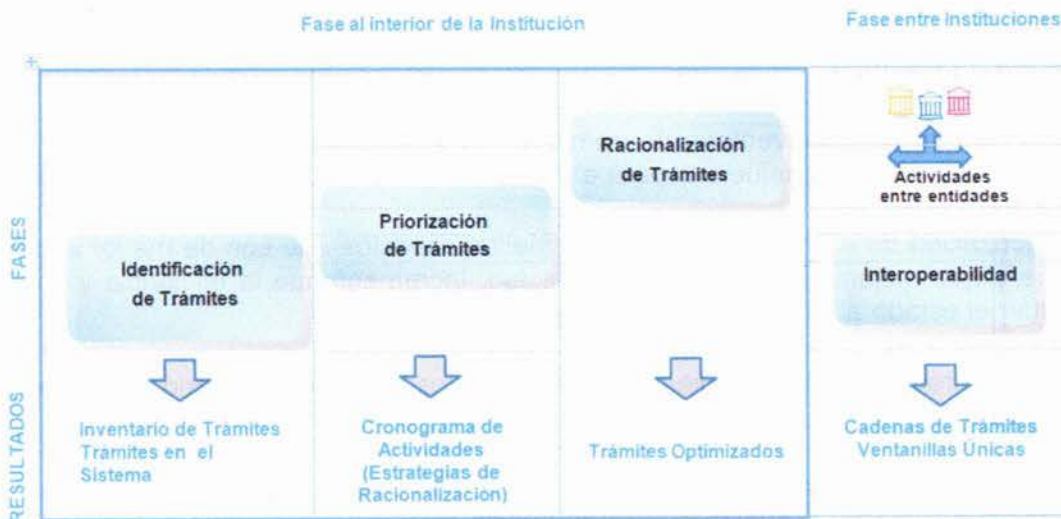 Fase al interior de la Institución
Fase entre Instituciones
FASES
Identificación
de Trámites
Priorización
de Trámites
Racionalización
de Trámites
Actividades
entre entidades
Interoperabilidad
RESULTADOS
Inventario de Trámites
Trámites en el
Sistema
Cronograma de
Actividades
(Estrategias de
Racionalización)
Trámites Optimizados
Cadenas de Trámites
Ventanillas Únicas